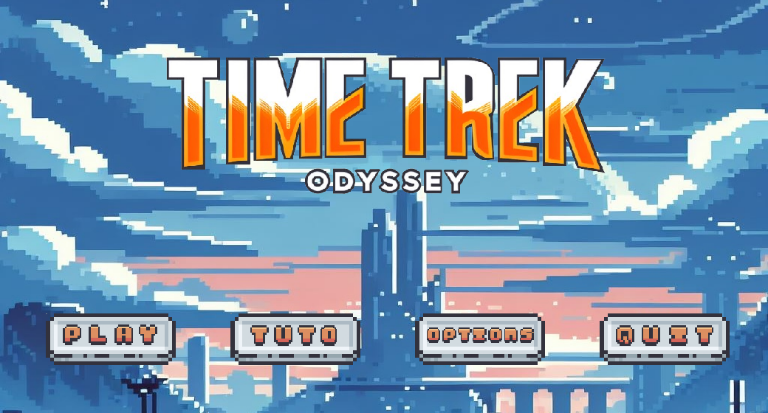 TIME TREK
ODYSSEY
PLAY TUTO OPTIONS QUIT